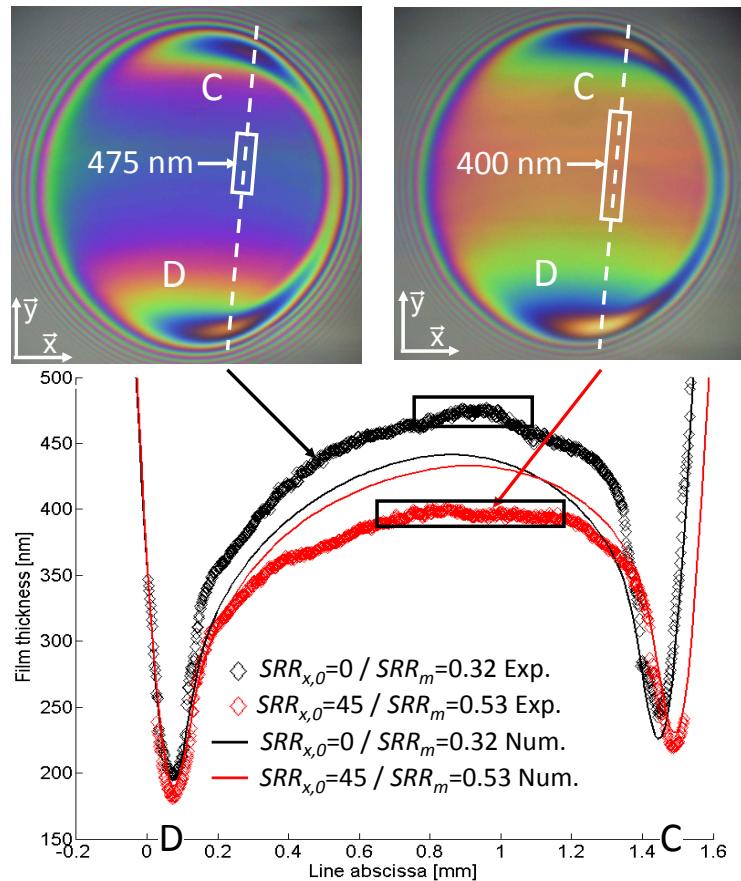 C
475 nm
D
y
x
C
400 nm
D
y
x
500
450
400
350
300
250
200
150
Film thickness [nm]
SRRx,0=0 / SRRm=0.32 Exp.
SRRx,0=45 / SRRm=0.53 Exp.
SRRx,0=0 / SRRm=0.32 Num.
SRRx,0=45 / SRRm=0.53 Num.
D
C
-0.2 0 0.2 0.4 0.6 0.8 1 1.2 1.4 1.6
Line abscissa [mm]